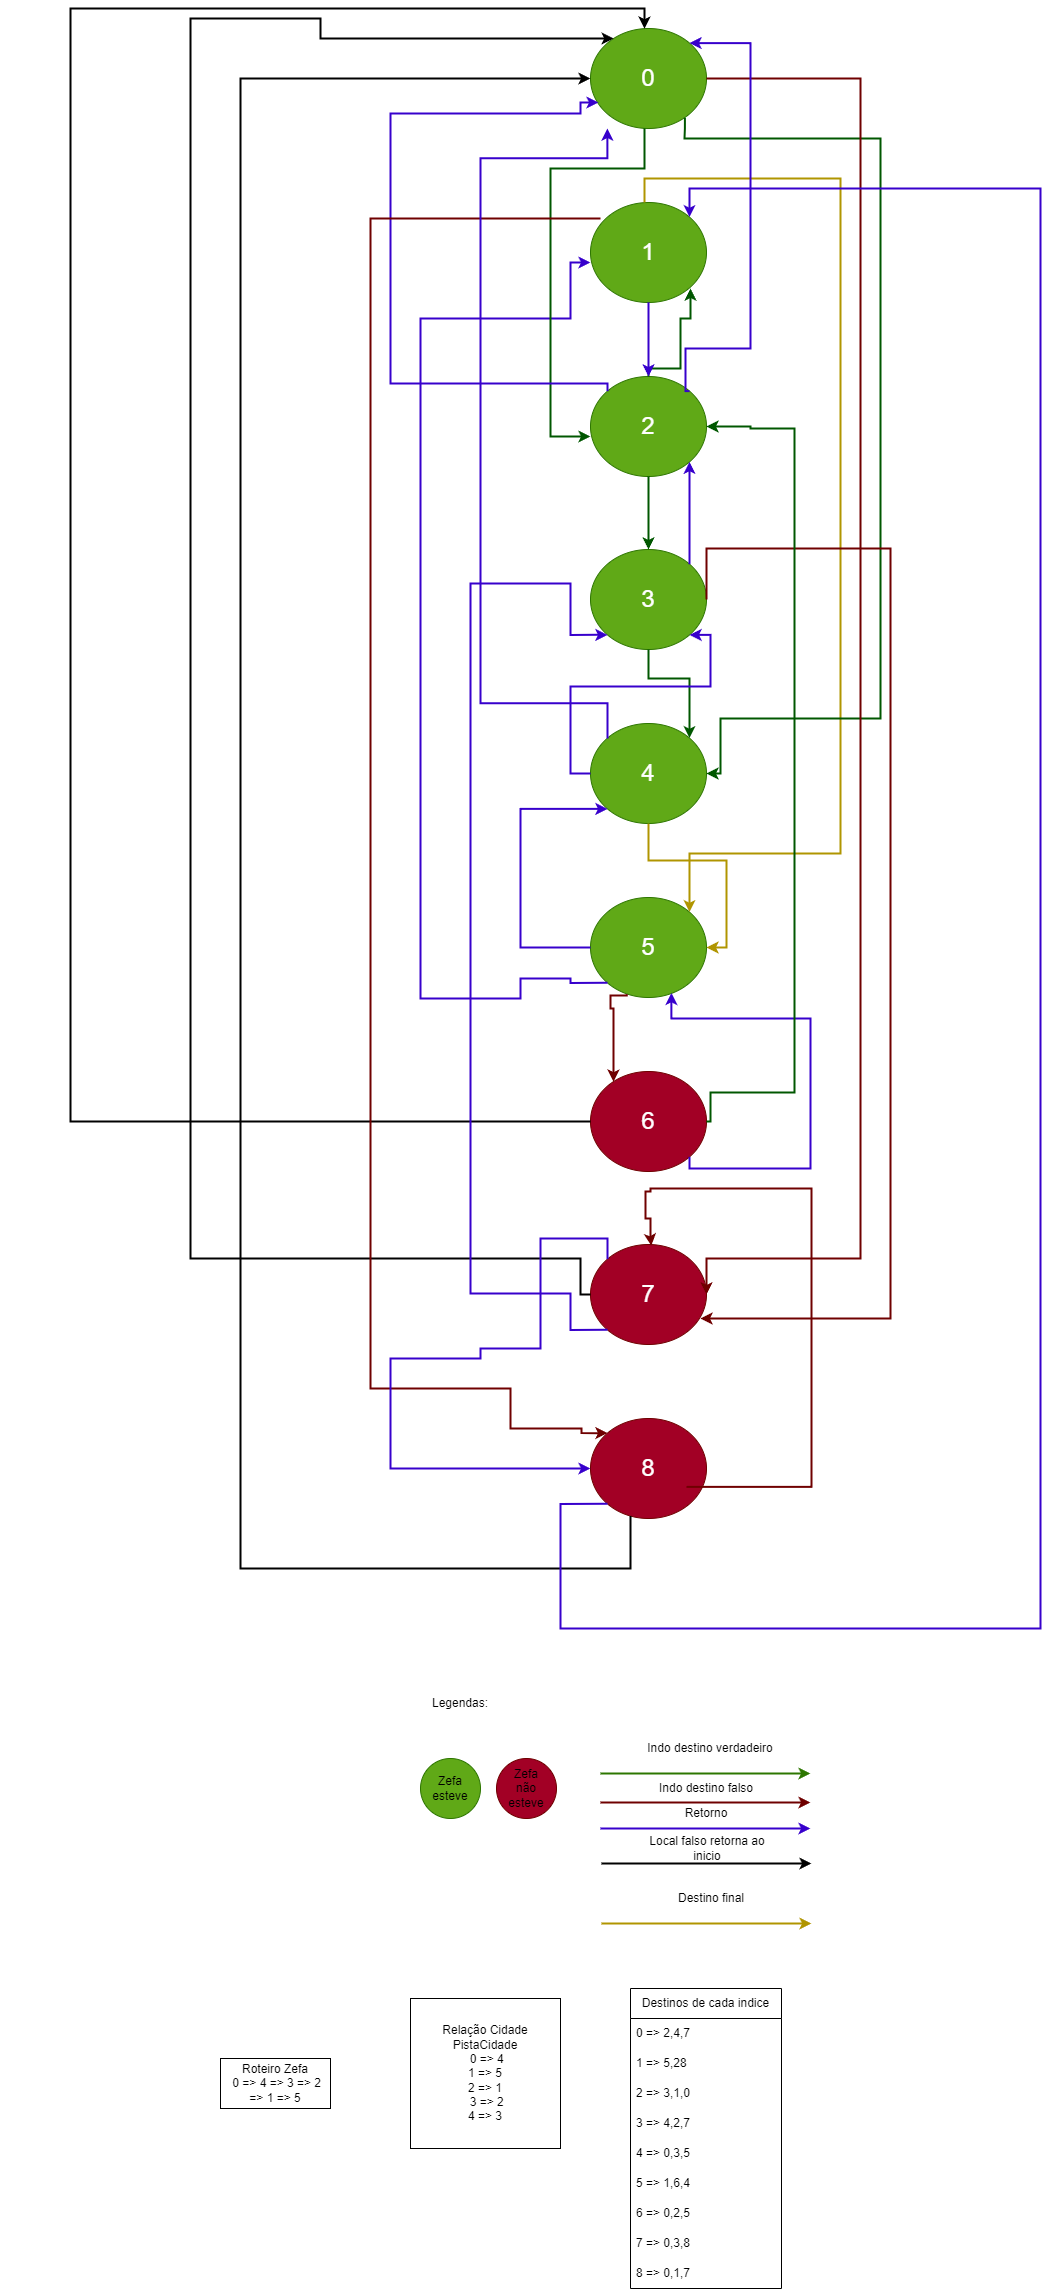 0
1
2
3
4
5
6
7
8
Legendas:
Zefa
esteve
Zefa
não
esteve
Indo destino verdadeiro
Indo destino falso
Retorno
Local falso retorna ao
inicio
Destino final
Roteiro Zefa
0 => 4 => 3 => 2
=> 1 => 5
Relação Cidade
PistaCidade
0 => 4
1 => 5
2 => 1
3 => 2
4 => 3
Destinos de cada indice
0 => 2,4,7
1 => 5,28
2 => 3,1,0
3 => 4,2,7
4 => 0,3,5
5 => 1,6,4
6 => 0,2,5
7 => 0,3,8
8 => 0,1,7